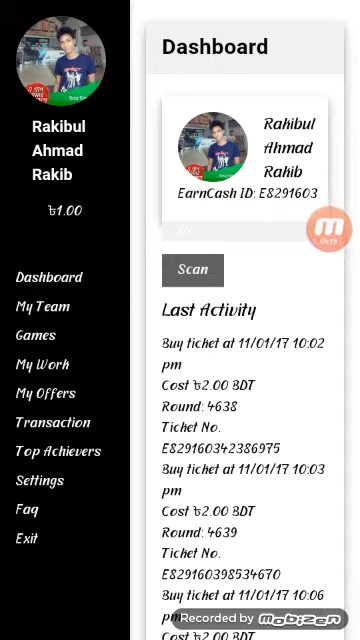 Rakibul
Ahmad
Rakib
৳1.00
Dashboard
My Team
Games
My Work
My Offers
Transaction
Top Achievers
Settings
Faq
Exit
Dashboard
Rakibul
Ahmad
Rakib
EarnCash ID: E8291603
Scan
Last Activity
Buy ticket at 11/01/17 10:02
pm
Cost ৳2.00 BDT
Round: 4638
Ticket No.
E829160342386975
Buy ticket at 11/01/17 10:03
pm
Cost ৳2.00 BDT
Round: 4639
Ticket No.
E829160398534670
Buy ticket at 11/01/17 10:06
pm
Cost ৳2.00 BDT
Recorded by MOBIZEN